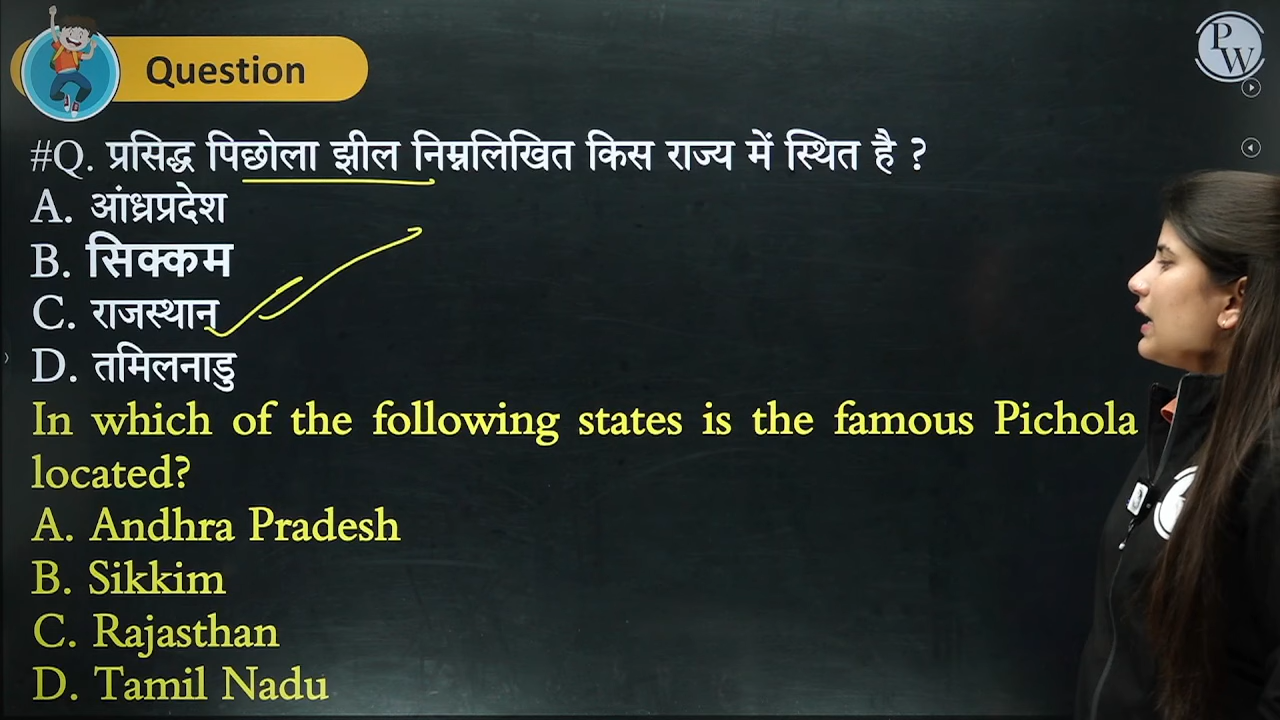 Question
PW
#Q. प्रसिद्ध पिछोला झील निम्नलिखित किस राज्य में स्थित है ?
A. आंध्रप्रदेश
B. सिक्कम
C. राजस्थान
D. तमिलनाडु
In which of the following states is the famous Pichola
located?
A. Andhra Pradesh
B. Sikkim
C. Rajasthan
D. Tamil Nadu